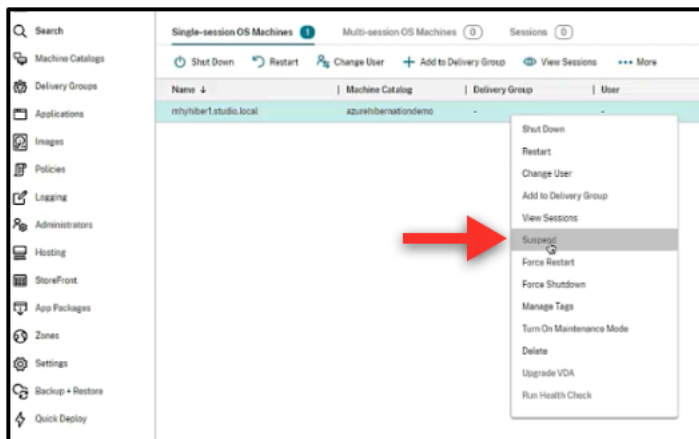 Search
Machine Catalogs
Delivery Groups
Applications
Images
Policies
Logging
Administrators
Hosting
StoreFront
App Packages
Zones
Settings
Backup + Restore
Quick Deploy
Single-session OS Machines 1 Multi-session OS Machines (0) Sessions (0)
Shut Down Restart Change User + Add to Delivery Group View Sessions ••• More
Name ↓ | Machine Catalog | Delivery Group | User
mhyhiber1.studio.local azurehibernationdemo - -
Shut Down
Restart
Change User
Add to Delivery Group
View Sessions
Suspend
Force Restart
Force Shutdown
Manage Tags
Turn On Maintenance Mode
Delete
Upgrade VDA
Run Health Check